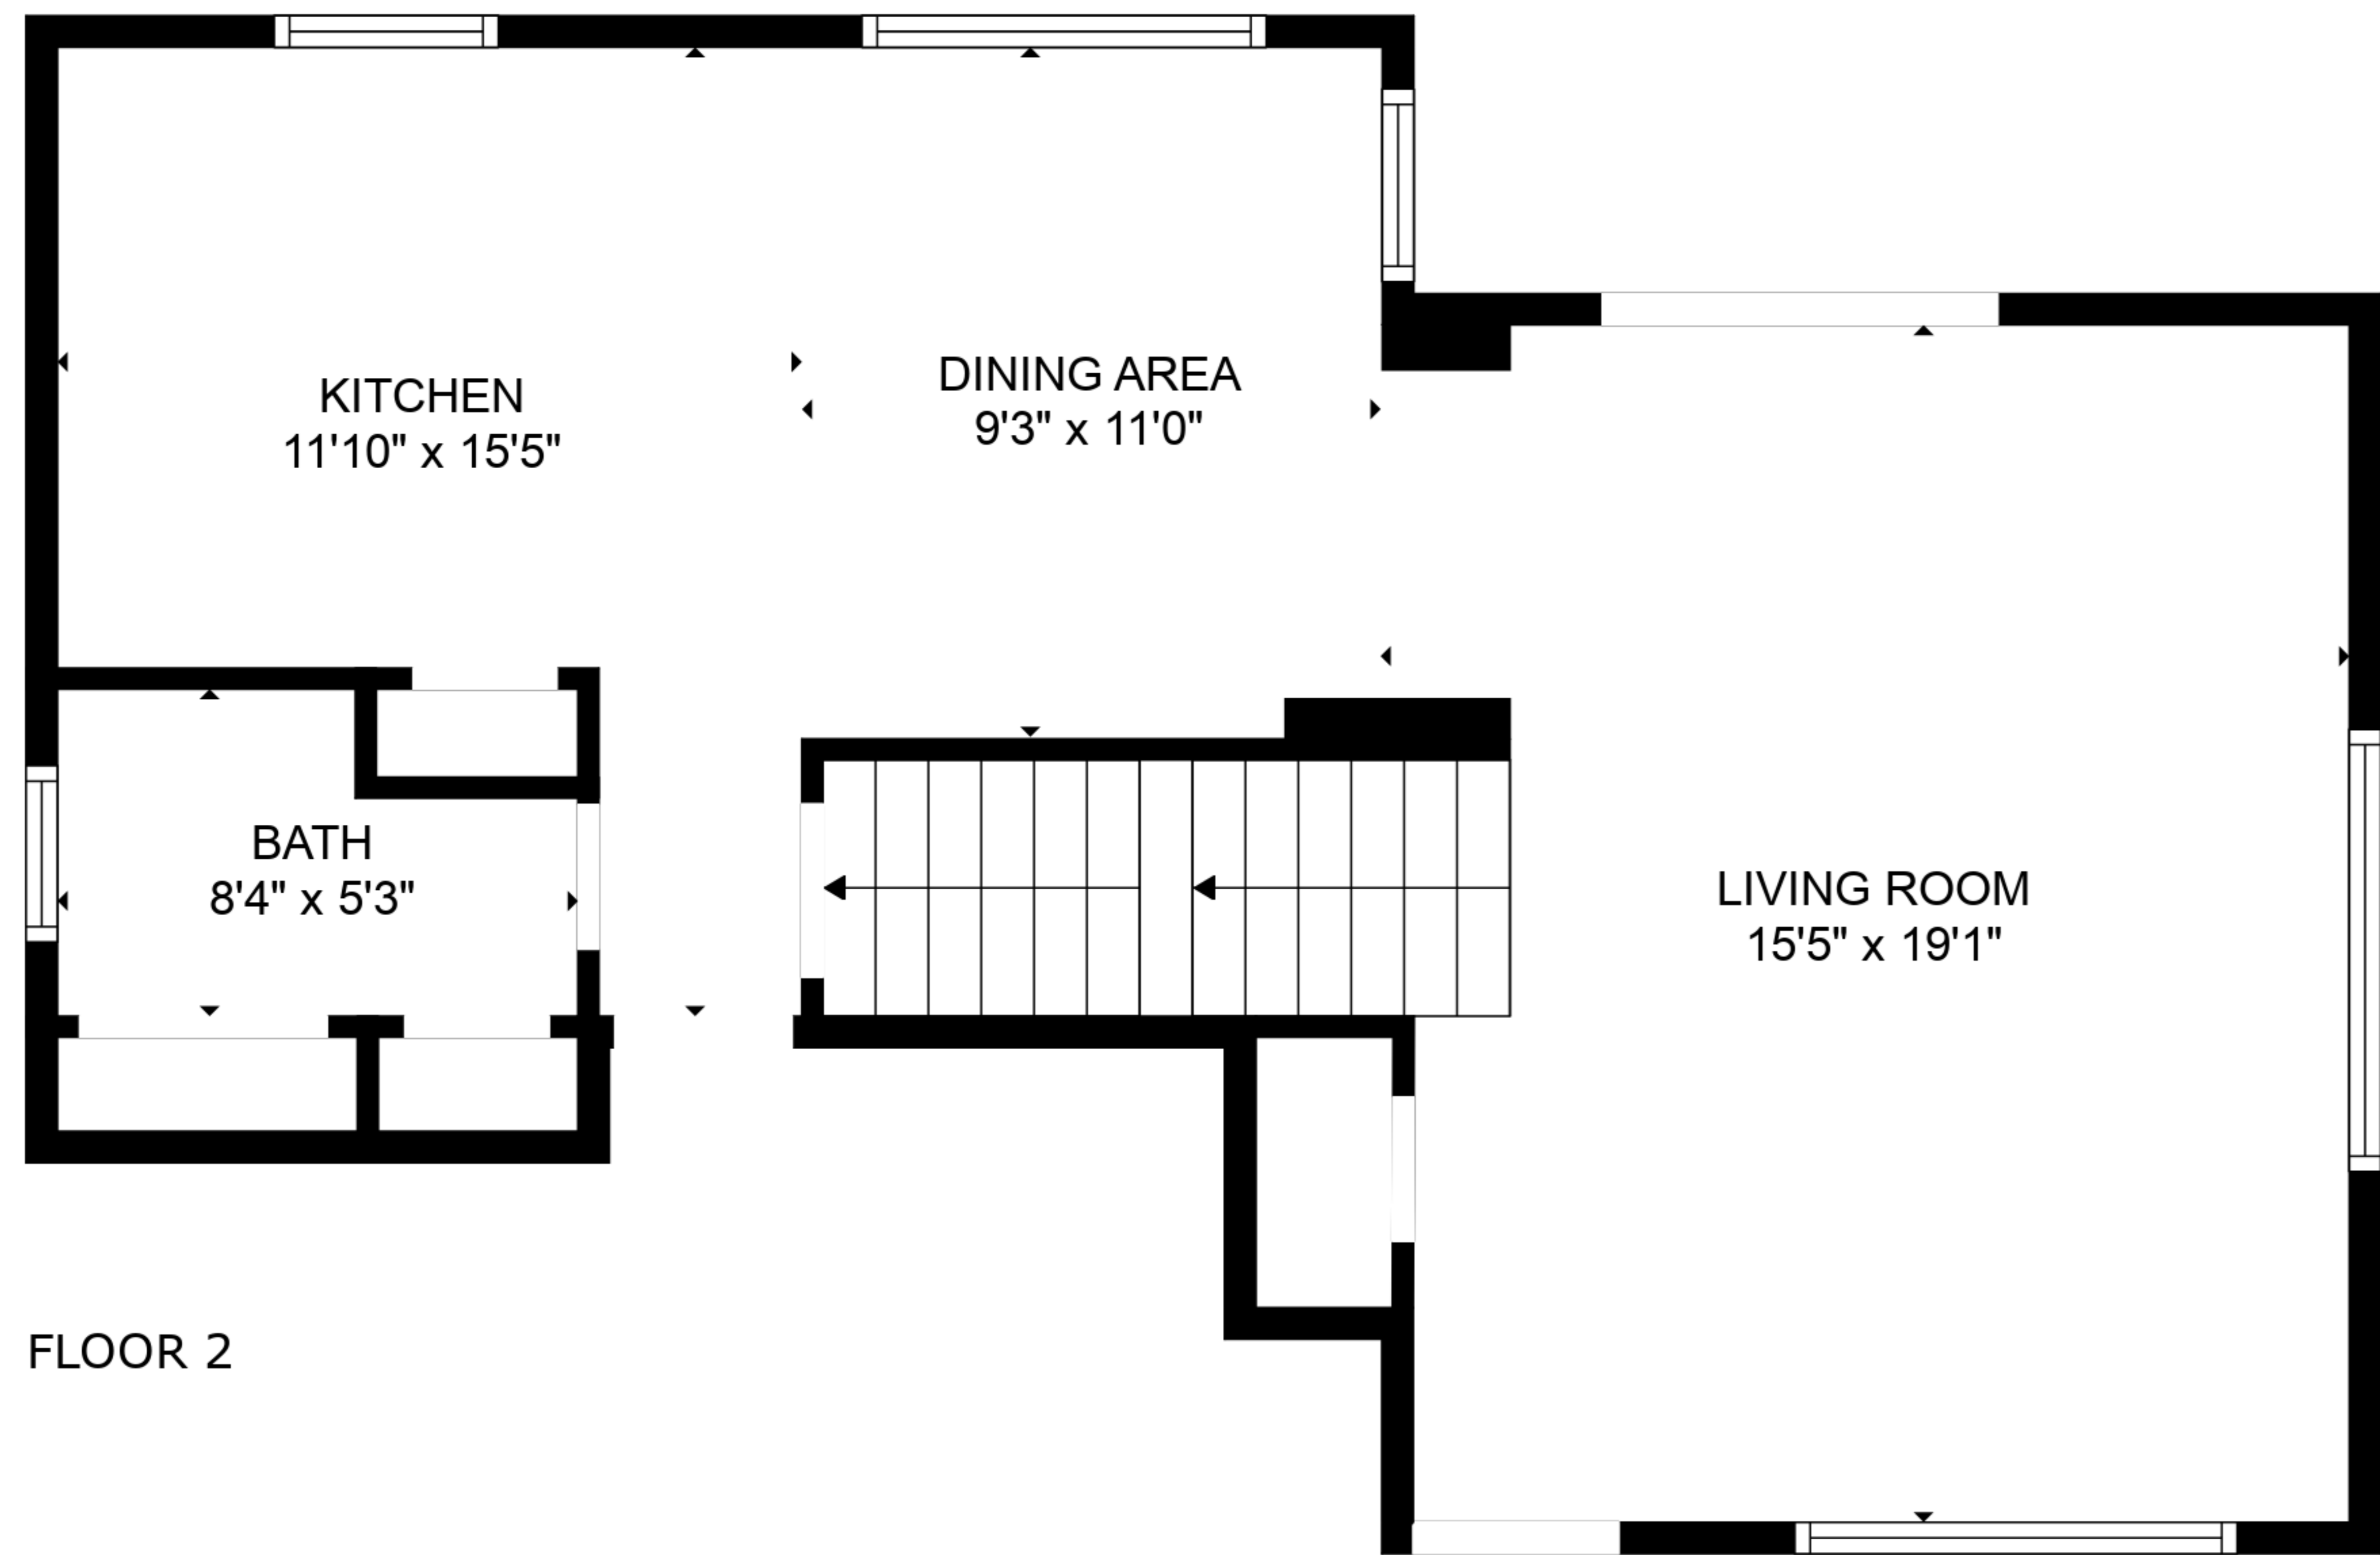 KITCHEN
11'10" x 15'5"
DINING AREA
9'3" x 11'0"
BATH
8'4" x 5'3"
LIVING ROOM
15'5" x 19'1"
FLOOR 2